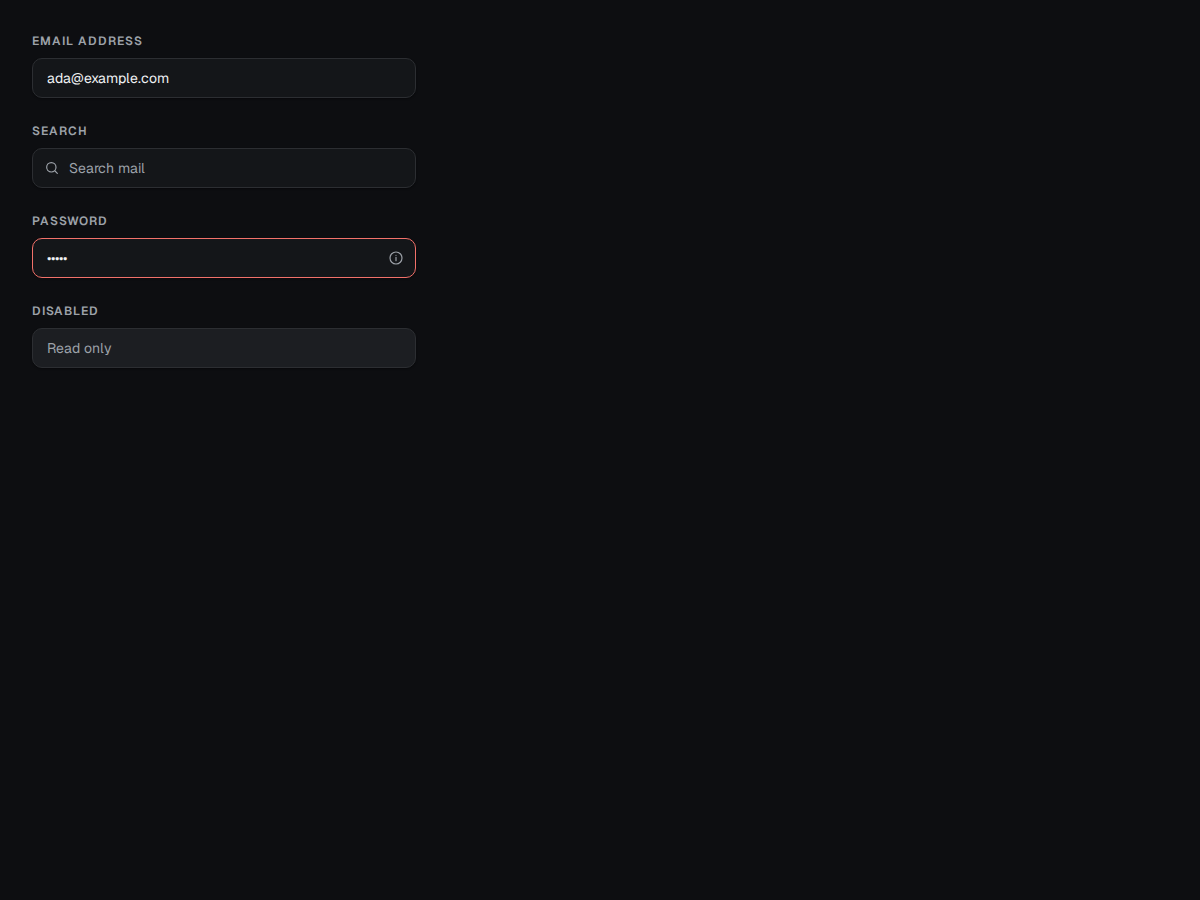 EMAIL ADDRESS
ada@example.com
SEARCH
Search mail
PASSWORD
•••••
DISABLED
Read only